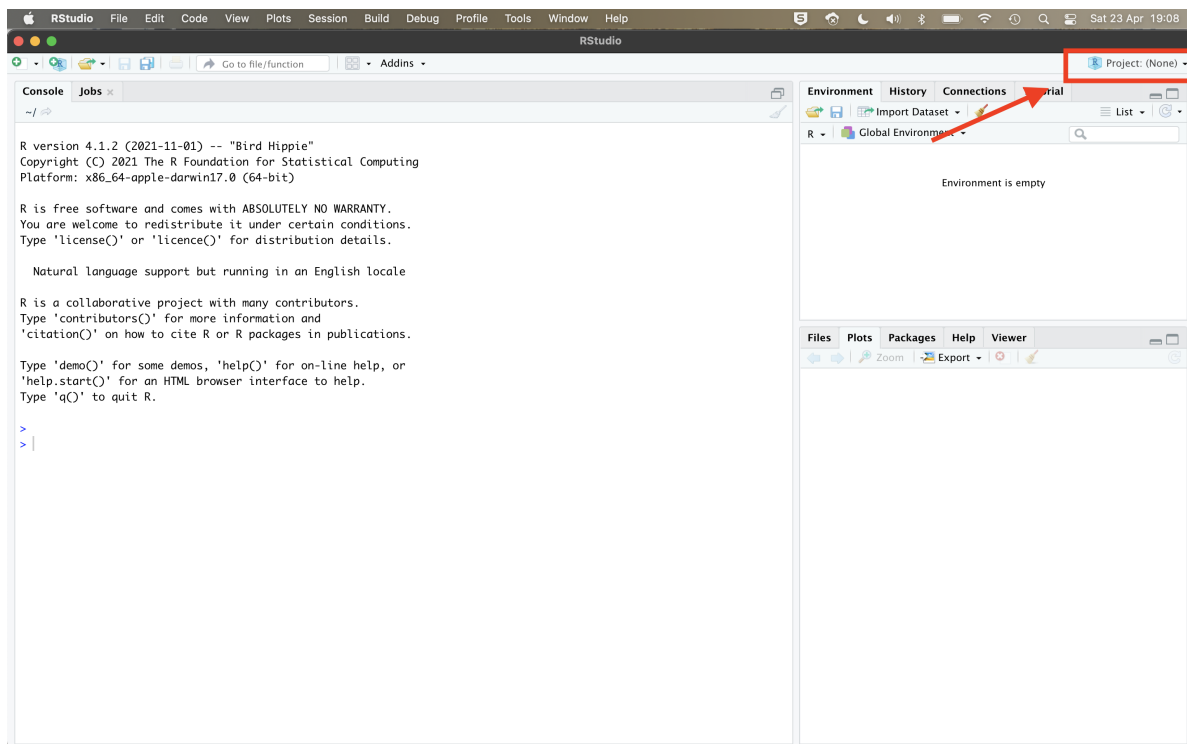 RStudio File Edit Code View Plots Session Build Debug Profile Tools Window Help Sat 23 Apr 19:08
RStudio
Go to file/function Addins Project: (None)
Console Jobs
~/
R version 4.1.2 (2021-11-01) -- "Bird Hippie"
Copyright (C) 2021 The R Foundation for Statistical Computing
Platform: x86_64-apple-darwin17.0 (64-bit)
R is free software and comes with ABSOLUTELY NO WARRANTY.
You are welcome to redistribute it under certain conditions.
Type 'license()' or 'licence()' for distribution details.
Natural language support but running in an English locale
R is a collaborative project with many contributors.
Type 'contributors()' for more information and
'citation()' on how to cite R or R packages in publications.
Type 'demo()' for some demos, 'help()' for on-line help, or
'help.start()' for an HTML browser interface to help.
Type 'q()' to quit R.
>
>
Environment History Connections
Import Dataset List
R Global Environment
Environment is empty
Files Plots Packages Help Viewer
Zoom Export